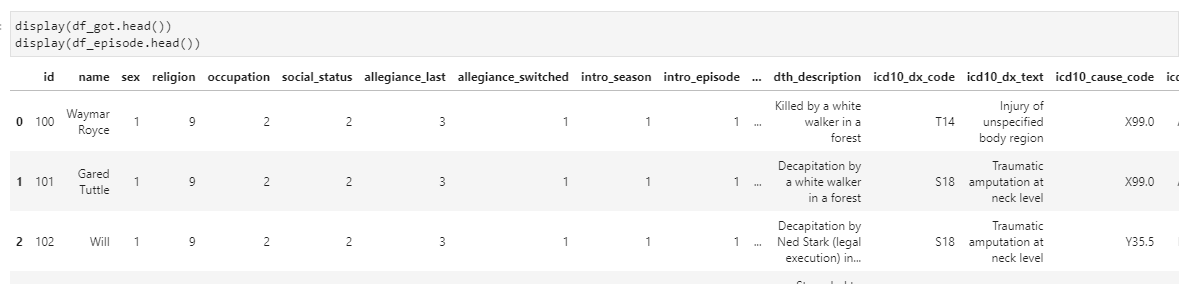 display(df_got.head())
display(df_episode.head())
id name sex religion occupation social_status allegiance_last allegiance_switched intro_season intro_episode ... dth_description icd10_dx_code icd10_dx_text icd10_cause_code
0 100 Waymar Royce 1 9 2 2 3 1 1 1 ... Killed by a white walker in a forest T14 Injury of unspecified body region X99.0
1 101 Gared Tuttle 1 9 2 2 3 1 1 1 ... Decapitation by a white walker in a forest S18 Traumatic amputation at neck level X99.0
2 102 Will 1 9 2 2 3 1 1 1 ... Decapitation by Ned Stark (legal execution) in... S18 Traumatic amputation at neck level Y35.5